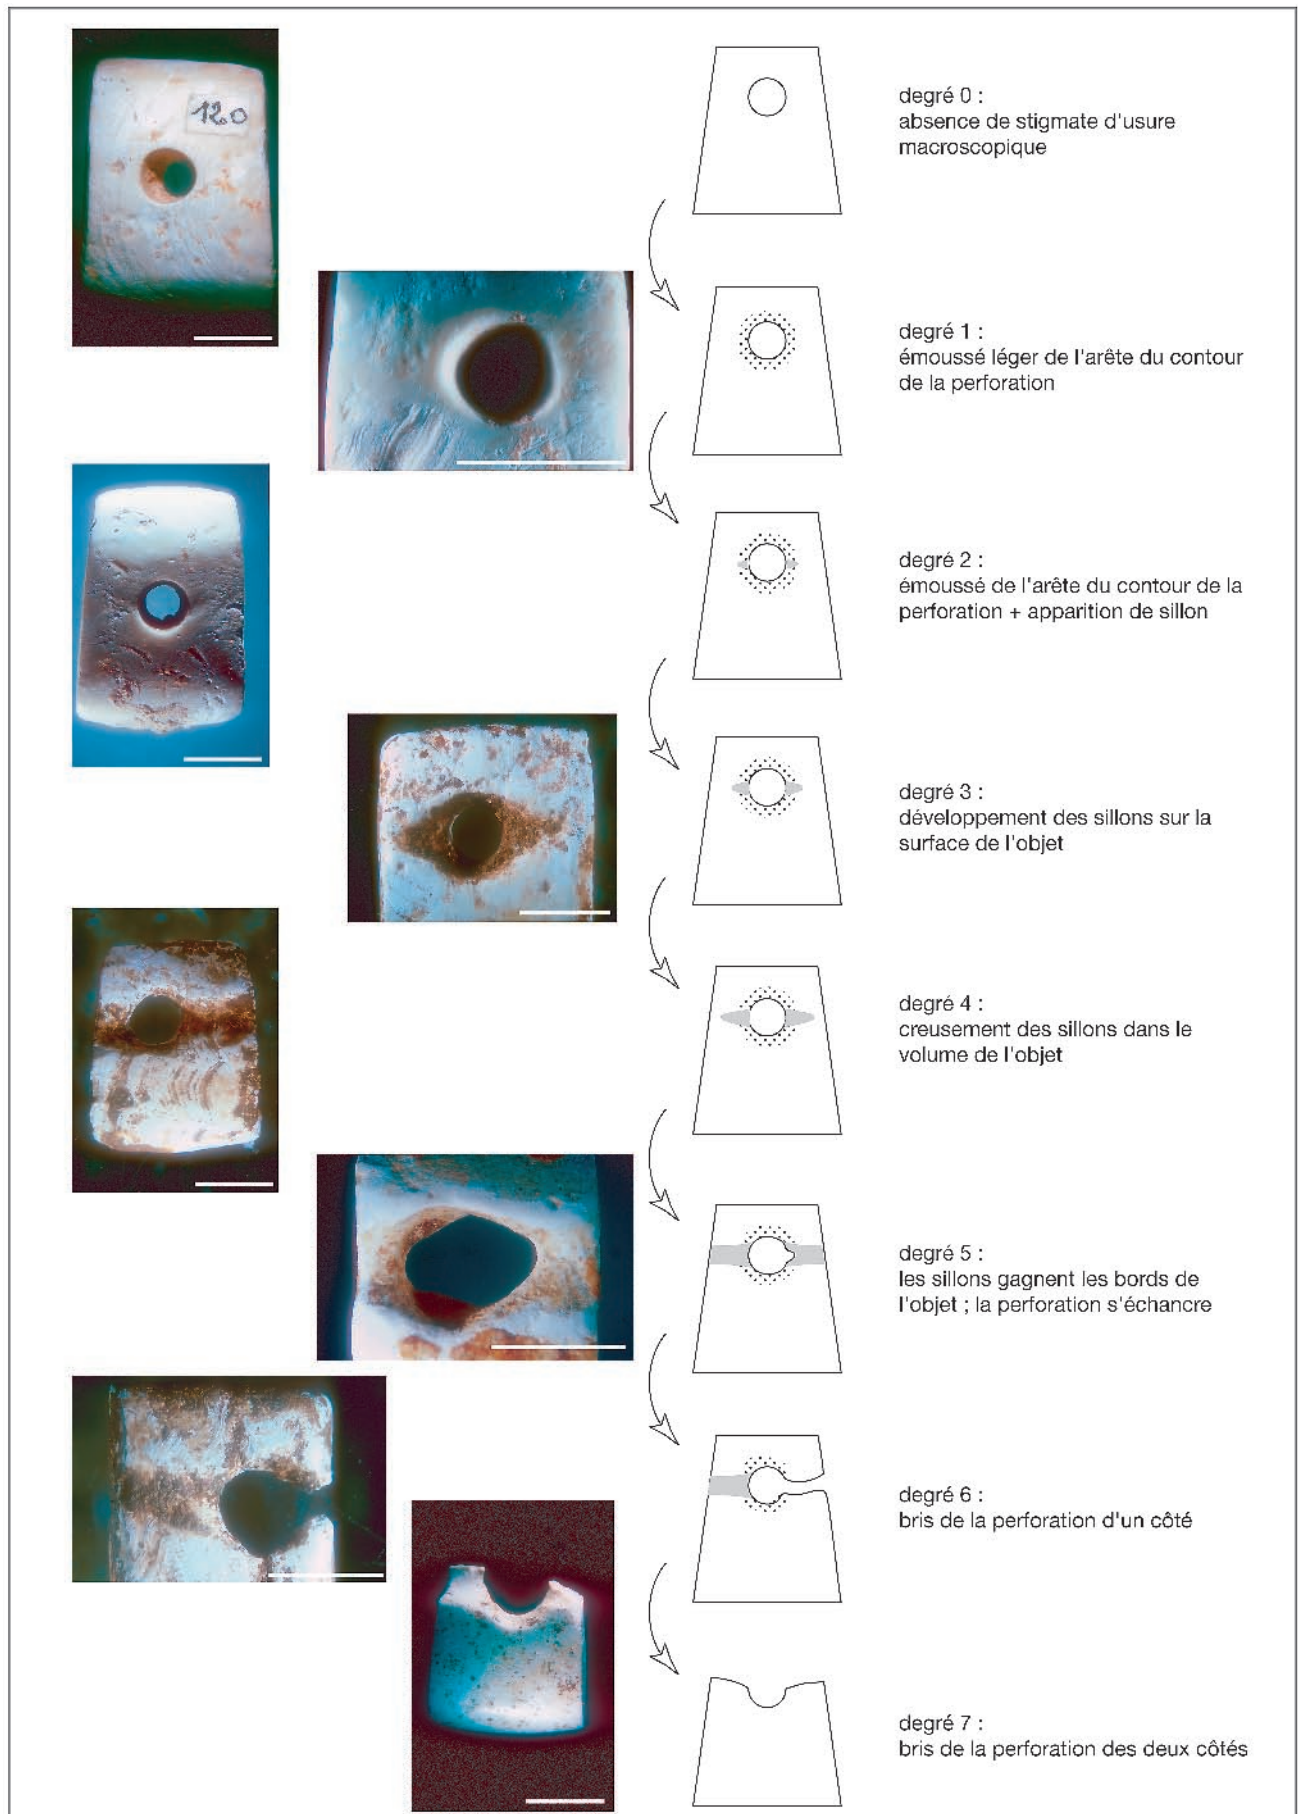 120
degré 0 :
absence de stigmate d'usure
macroscopique
degré 1 :
émoussé léger de l'arête du contour
de la perforation
degré 2 :
émoussé de l'arête du contour de la
perforation + apparition de sillon
degré 3 :
développement des sillons sur la
surface de l'objet
degré 4 :
creusement des sillons dans le
volume de l'objet
degré 5 :
les sillons gagnent les bords de
l'objet ; la perforation s'échancre
degré 6 :
bris de la perforation d'un côté
degré 7 :
bris de la perforation des deux côtés